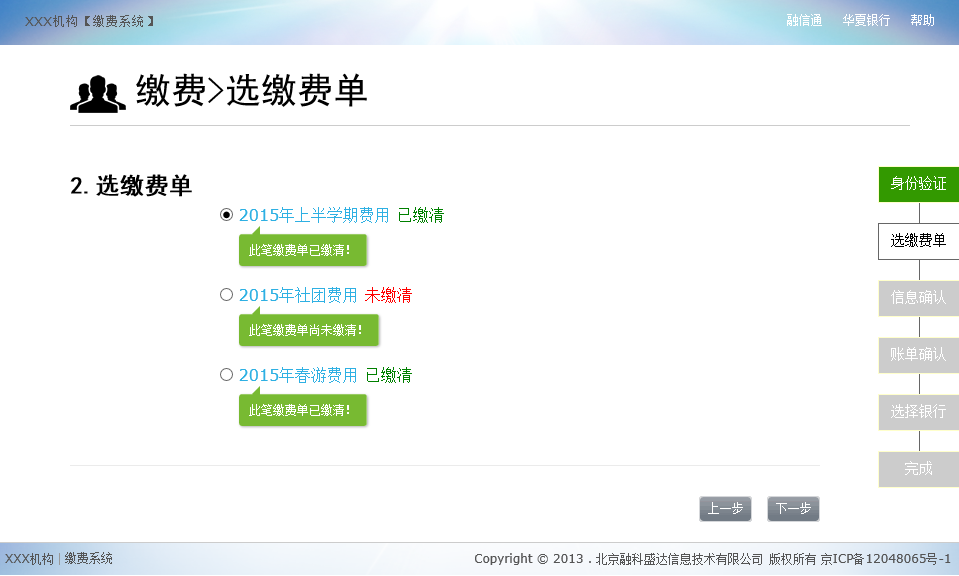 XXX机构【缴费系统】 融信通 华夏银行 帮助
缴费>选缴费单
2. 选缴费单
2015年上半学期费用 已缴清
此笔缴费单已缴清!
2015年社团费用 未缴清
此笔缴费单尚未缴清!
2015年春游费用 已缴清
此笔缴费单已缴清!
身份验证
选缴费单
信息确认
账单确认
选择银行
完成
上一步 下一步
XXX机构 | 缴费系统 Copyright © 2013 . 北京融科盛达信息技术有限公司 版权所有 京ICP备12048065号-1